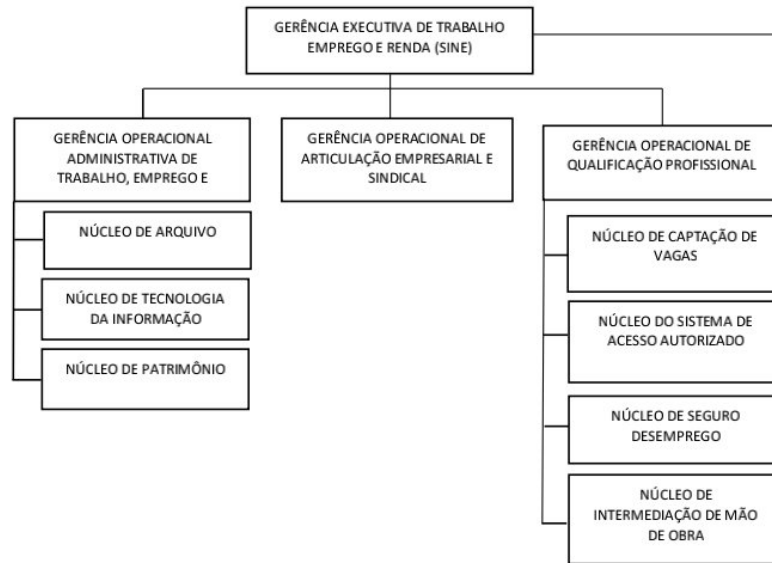 GERÊNCIA EXECUTIVA DE TRABALHO
EMPREGO E RENDA (SINE)
GERÊNCIA OPERACIONAL
ADMINISTRATIVA DE
TRABALHO, EMPREGO E
GERÊNCIA OPERACIONAL DE
ARTICULAÇÃO EMPRESARIAL E
SINDICAL
GERÊNCIA OPERACIONAL DE
QUALIFICAÇÃO PROFISSIONAL
NÚCLEO DE ARQUIVO
NÚCLEO DE TECNOLOGIA
DA INFORMAÇÃO
NÚCLEO DE PATRIMÔNIO
NÚCLEO DE CAPTAÇÃO DE
VAGAS
NÚCLEO DO SISTEMA DE
ACESSO AUTORIZADO
NÚCLEO DE SEGURO
DESEMPREGO
NÚCLEO DE
INTERMEDIAÇÃO DE MÃO
DE OBRA